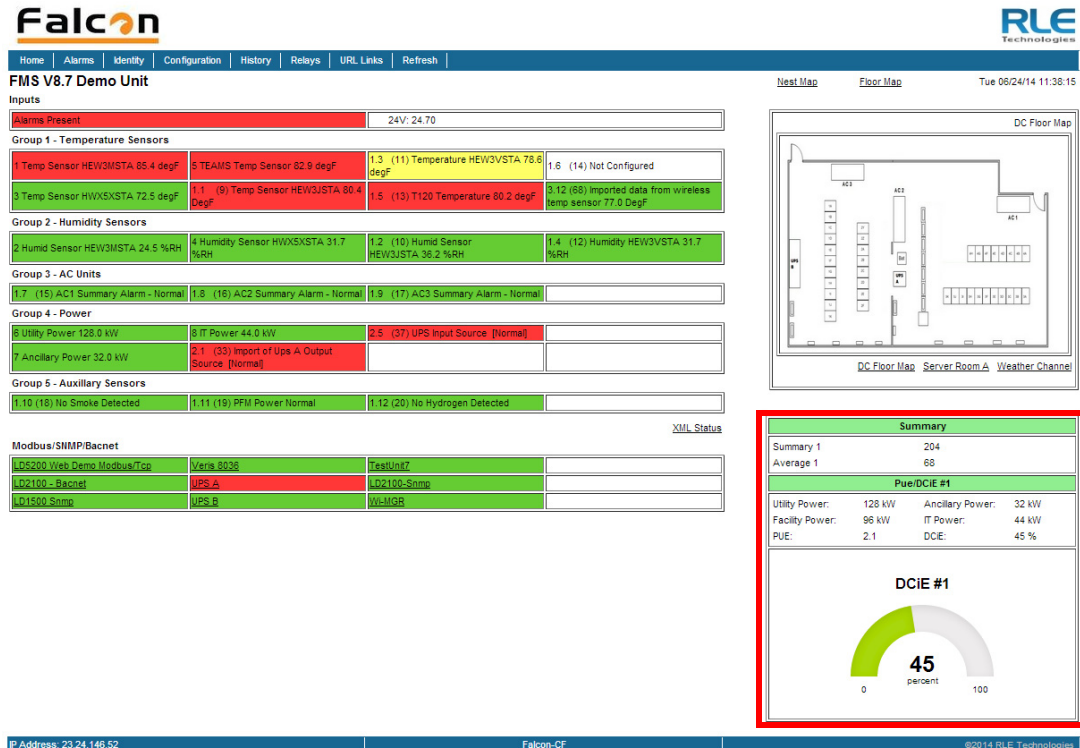 Falcon
RLE
Technologies
Home Alarms Identity Configuration History Relays URL Links Refresh
FMS V8.7 Demo Unit
Nest Map Floor Map Tue 06/24/14 11:38:15
Inputs
Alarms Present 24V: 24.70
Group 1 - Temperature Sensors
1 Temp Sensor HEW3MSTA 85.4 degF
5 TEAMS Temp Sensor 82.9 degF
1.3 (11) Temperature HEW3VSTA 78.6
degF
1.6 (14) Not Configured
3 Temp Sensor HWX5XSTA 72.5 degF
1.1 (9) Temp Sensor HEW3JSTA 80.4
DegF
1.5 (13) T120 Temperature 80.2 degF
3.12 (68) Imported data from wireless
temp sensor 77.0 DegF
Group 2 - Humidity Sensors
2 Humid Sensor HEW3MSTA 24.5 %RH
4 Humidity Sensor HWX5XSTA 31.7
%RH
1.2 (10) Humid Sensor
HEW3JSTA 36.2 %RH
1.4 (12) Humidity HEW3VSTA 31.7
%RH
Group 3 - AC Units
1.7 (15) AC1 Summary Alarm - Normal
1.8 (16) AC2 Summary Alarm - Normal
1.9 (17) AC3 Summary Alarm - Normal
Group 4 - Power
6 Utility Power 128.0 kW
8 IT Power 44.0 kW
2.5 (37) UPS Input Source [Normal]
7 Ancillary Power 32.0 kW
2.1 (33) Import of Ups A Output
Source [Normal]
Group 5 - Auxillary Sensors
1.10 (18) No Smoke Detected
1.11 (19) PFM Power Normal
1.12 (20) No Hydrogen Detected
XML Status
Modbus/SNMP/Bacnet
LD5200 Web Demo Modbus/Tcp
Veris 8036
TestUnit7
LD2100 - Bacnet
UPS A
LD2100-Snmp
LD1500 Snmp
UPS B
Wi-MGR
DC Floor Map
AC 3
AC 2
AC 1
UPS
B
UPS
A
DC Floor Map Server Room A Weather Channel
Summary
Summary 1 204
Average 1 68
Pue/DCiE #1
Utility Power: 128 kW Ancillary Power: 32 kW
Facility Power: 96 kW IT Power: 44 kW
PUE: 2.1 DCiE: 45 %
DCiE #1
45
percent
0 100
IP Address: 23.24.146.52 Falcon-CF ©2014 RLE Technologies